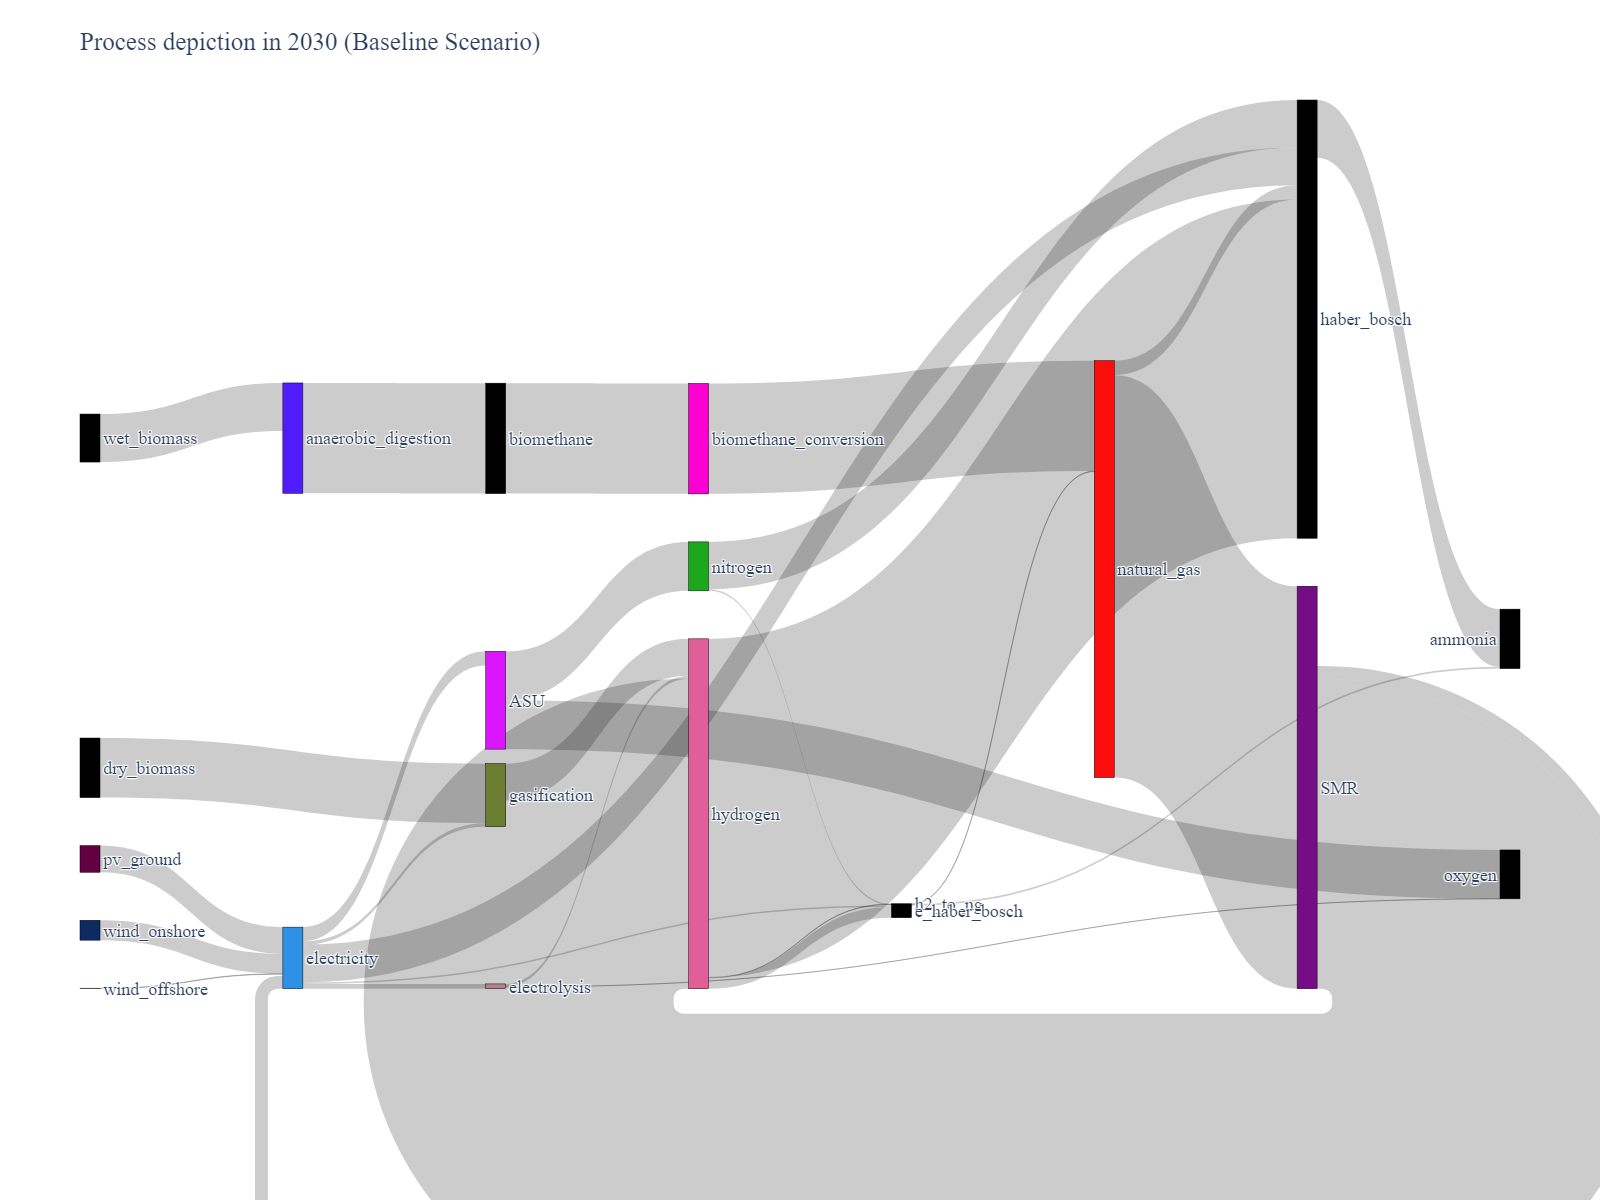 Process depiction in 2030 (Baseline Scenario)
haber_bosch
wet_biomass
anaerobic_digestion
biomethane
biomethane_conversion
nitrogen
natural_gas
ammonia
ASU
dry_biomass
gasification
SMR
hydrogen
pv_ground
oxygen
h2_to_ng
e_haber_bosch
wind_onshore
electricity
electrolysis
wind_offshore